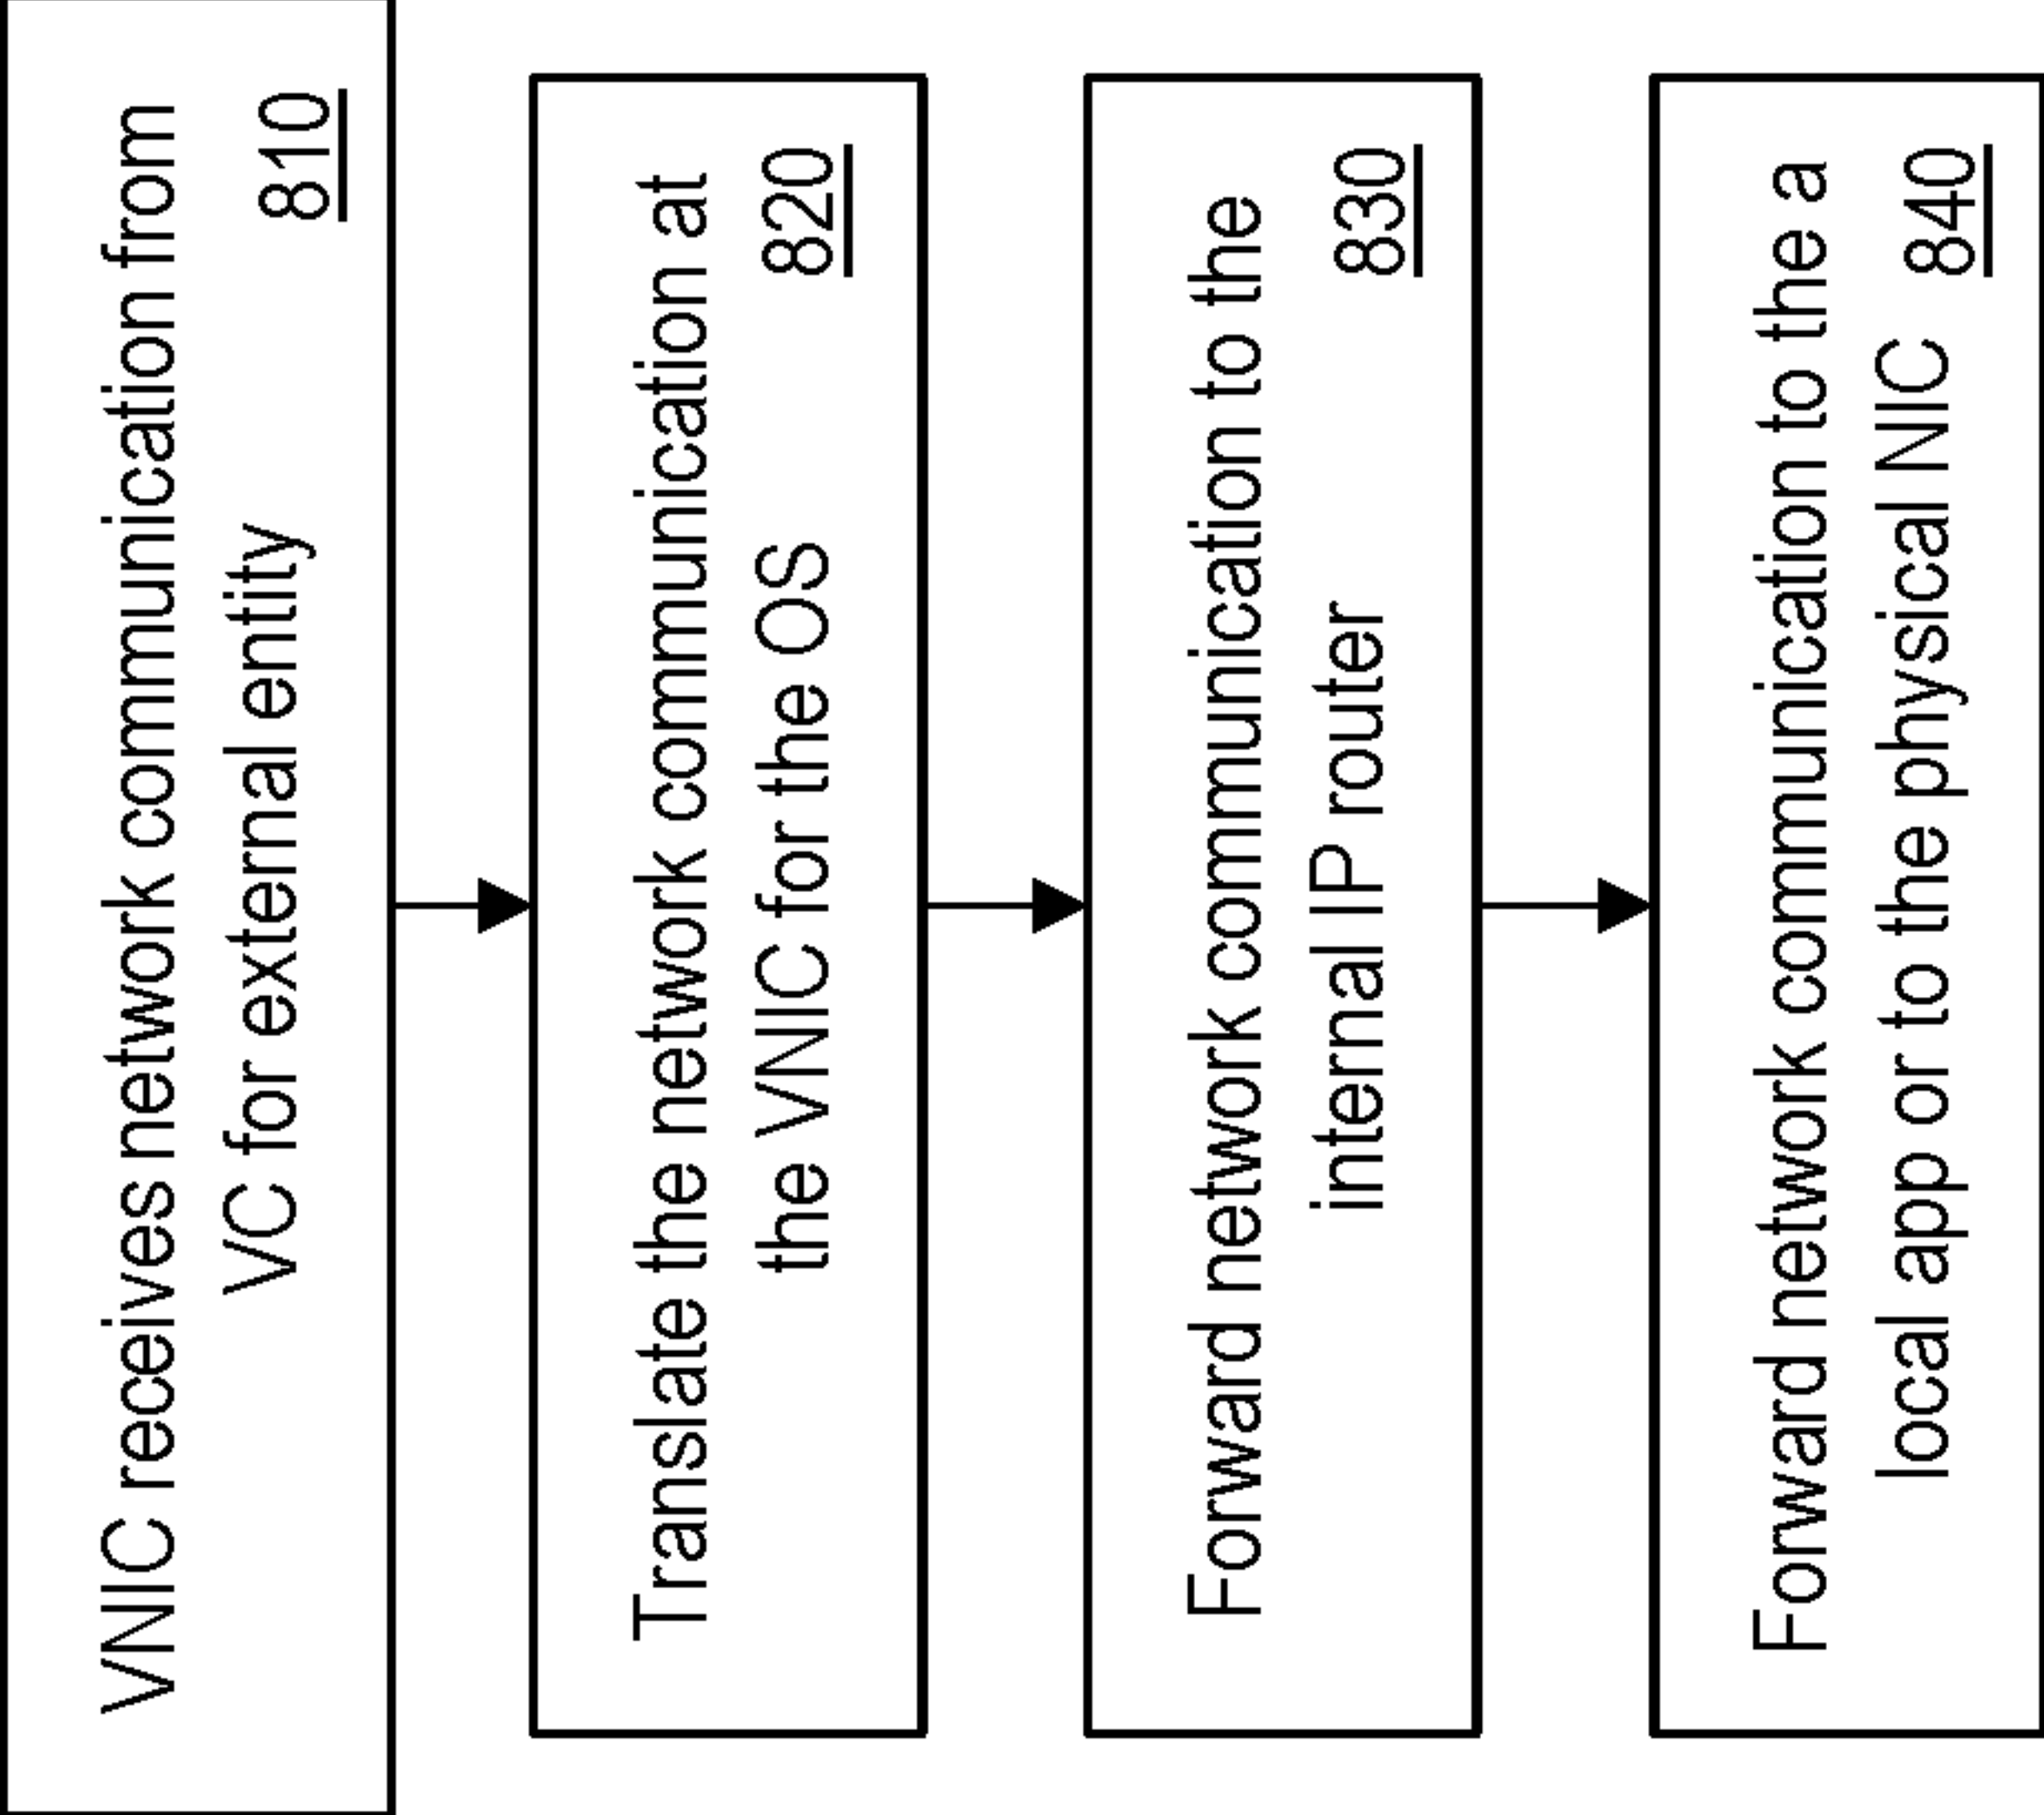 VNIC receives network communication from
VC for external entity
810
Translate the network communication at
the VNIC for the OS
820
Forward network communication to the
internal IP router
830
Forward network communication to the a
local app or to the physical NIC
840